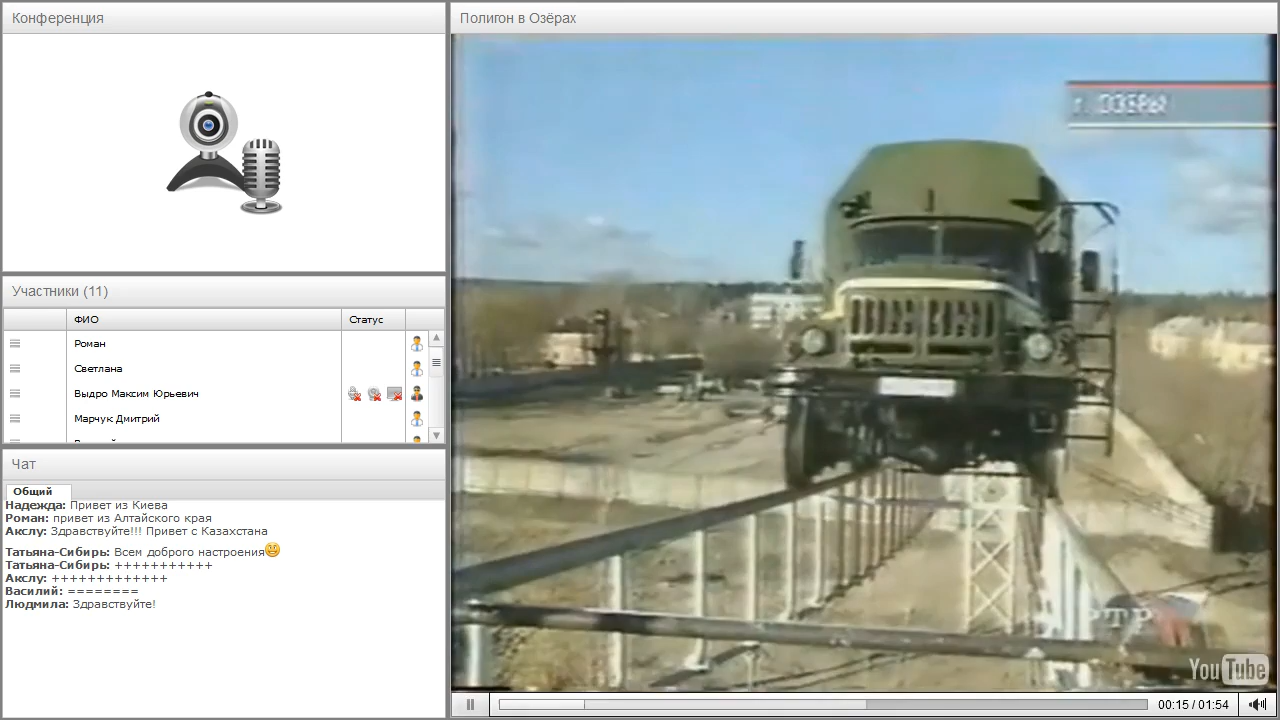 Конференция
Полигон в Озёрах
г. ОЗЁРЫ
Участники (11)
ФИО Статус
Роман
Светлана
Выдро Максим Юрьевич
Марчук Дмитрий
Чат
Общий
Надежда: Привет из Киева
Роман: привет из Алтайского края
Акслу: Здравствуйте!!! Привет с Казахстана
Татьяна-Сибирь: Всем доброго настроения
Татьяна-Сибирь: +++++++++++
Акслу: +++++++++++++
Василий: ========
Людмила: Здравствуйте!
РТР
YouTube
00:15 / 01:54